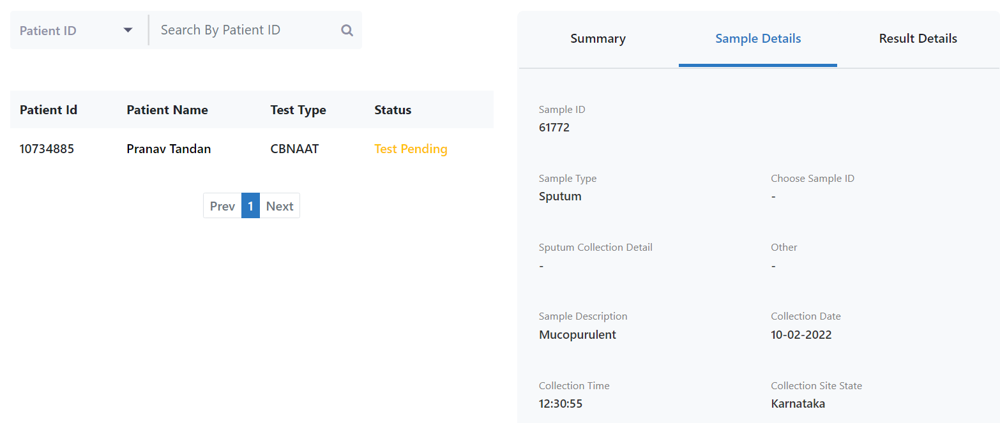 Patient ID Search By Patient ID
Patient Id Patient Name Test Type Status
10734885 Pranav Tandan CBNAAT Test Pending
Prev 1 Next
Summary Sample Details Result Details
Sample ID
61772
Sample Type Choose Sample ID
Sputum -
Sputum Collection Detail Other
- -
Sample Description Collection Date
Mucopurulent 10-02-2022
Collection Time Collection Site State
12:30:55 Karnataka